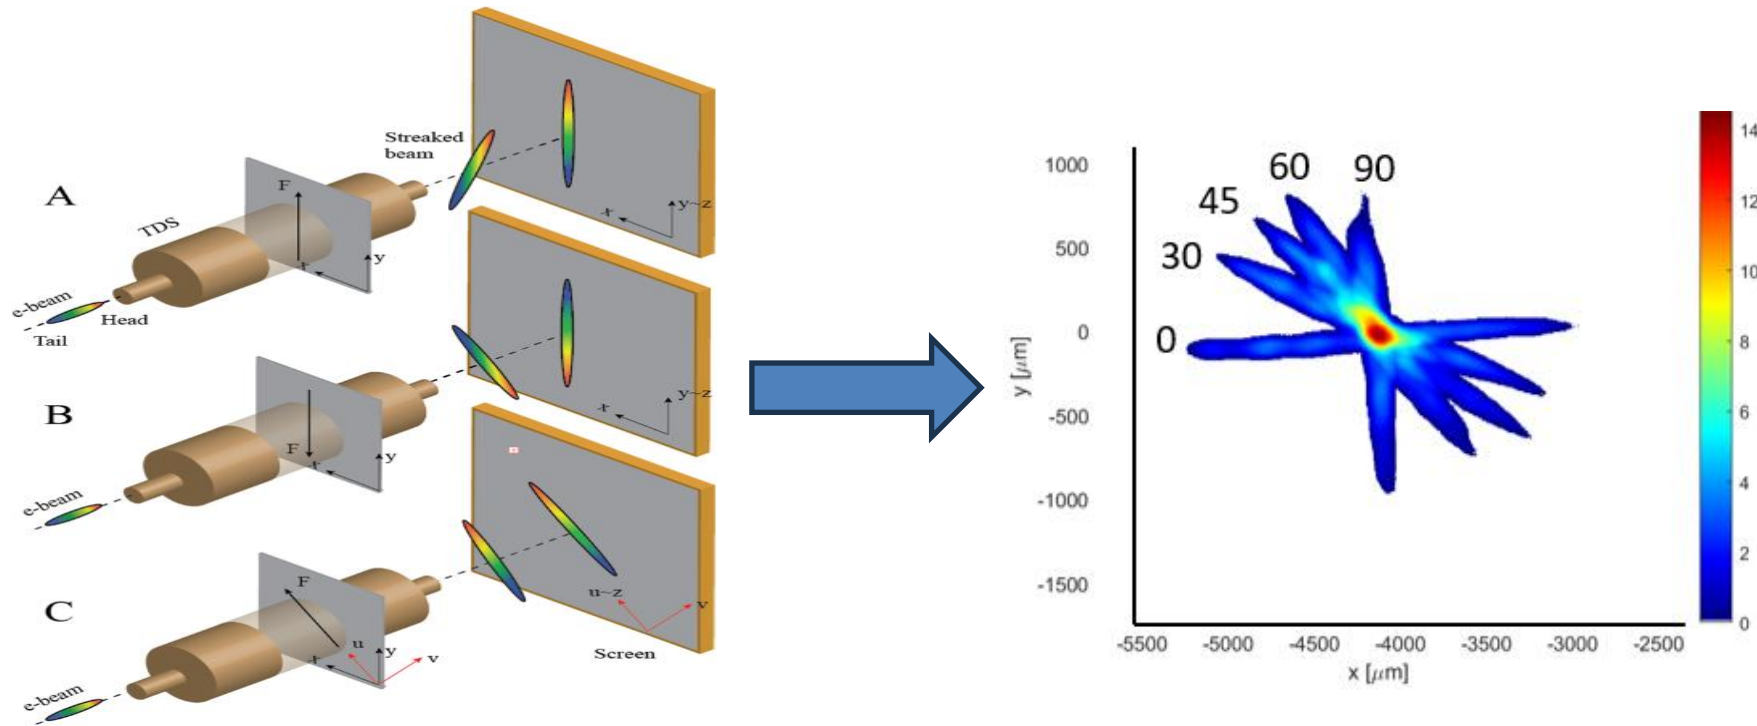 A
TDS
e-beam
Tail
Head
F
x
y
Streaked
beam
x
y~z
B
e-beam
F
x
y
x
y~z
C
e-beam
F
u
x
y
v
u~z
v
Screen
y [μm]
1000
500
0
-500
-1000
-1500
0
30
45
60
90
-5500
-5000
-4500
-4000
-3500
-3000
-2500
x [μm]
14
12
10
8
6
4
2
0